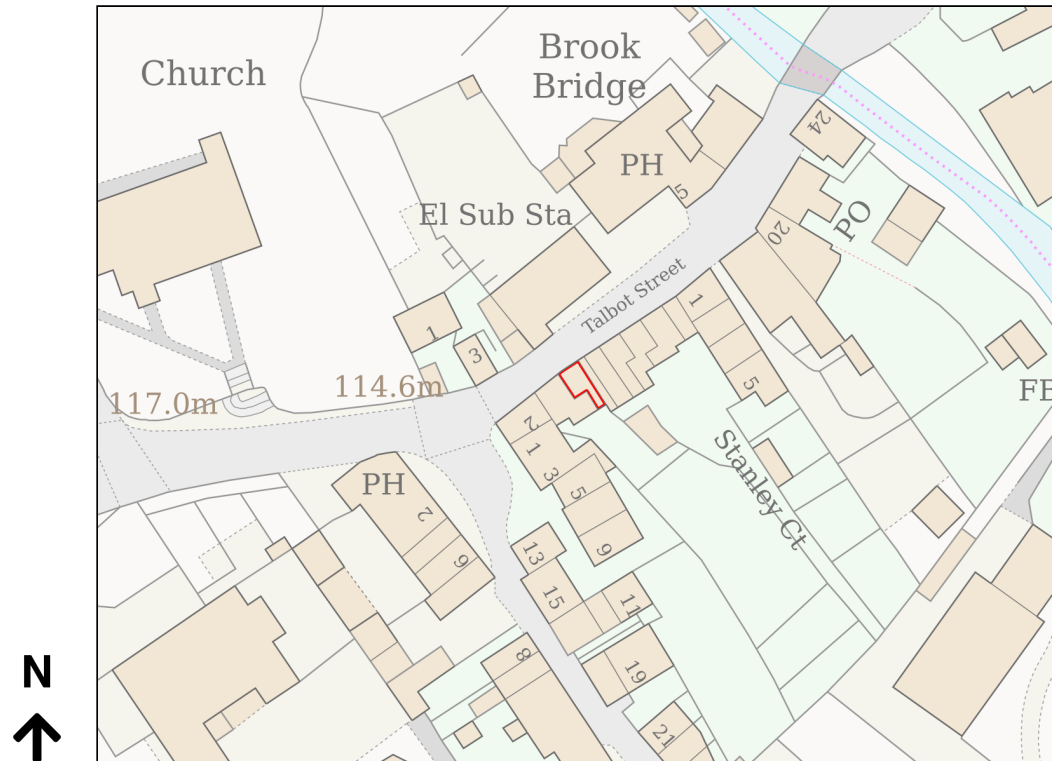 Church
Brook
Bridge
24
PH
5
El Sub Sta
PO
20
Talbot Street
1
1
3
5
114.6m
117.0m
FB
2
1
3
5
9
Stanley Ct
PH
2
9
13
15
11
8
19
21
N